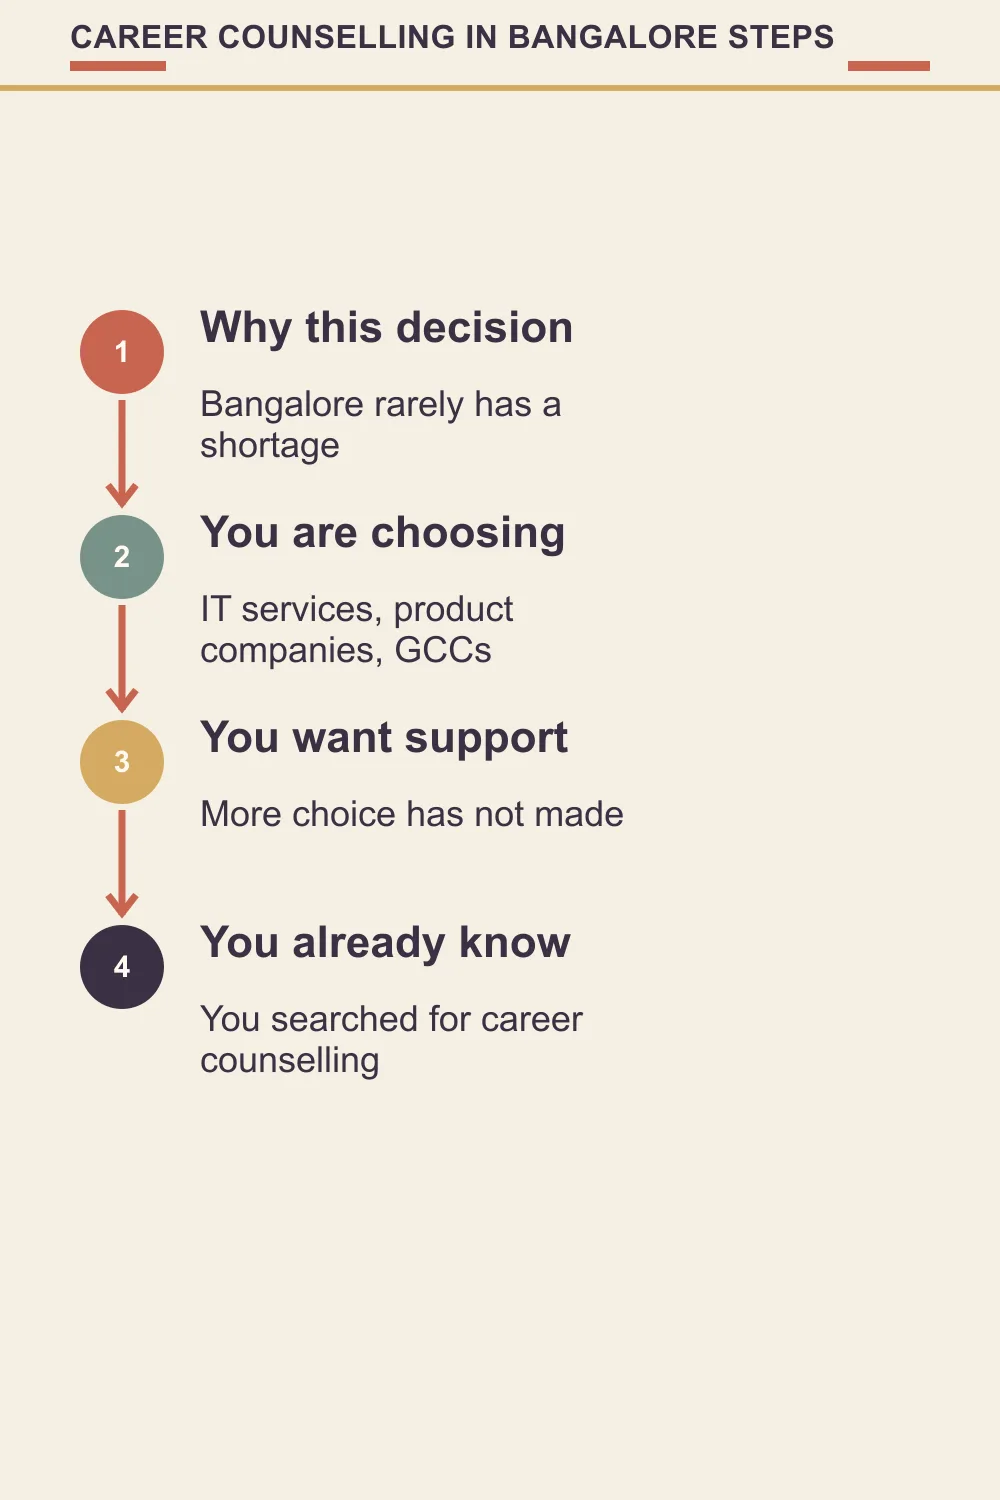 CAREER COUNSELLING IN BANGALORE STEPS
1
Why this decision
Bangalore rarely has a
shortage
2
You are choosing
IT services, product
companies, GCCs
3
You want support
More choice has not made
4
You already know
You searched for career
counselling